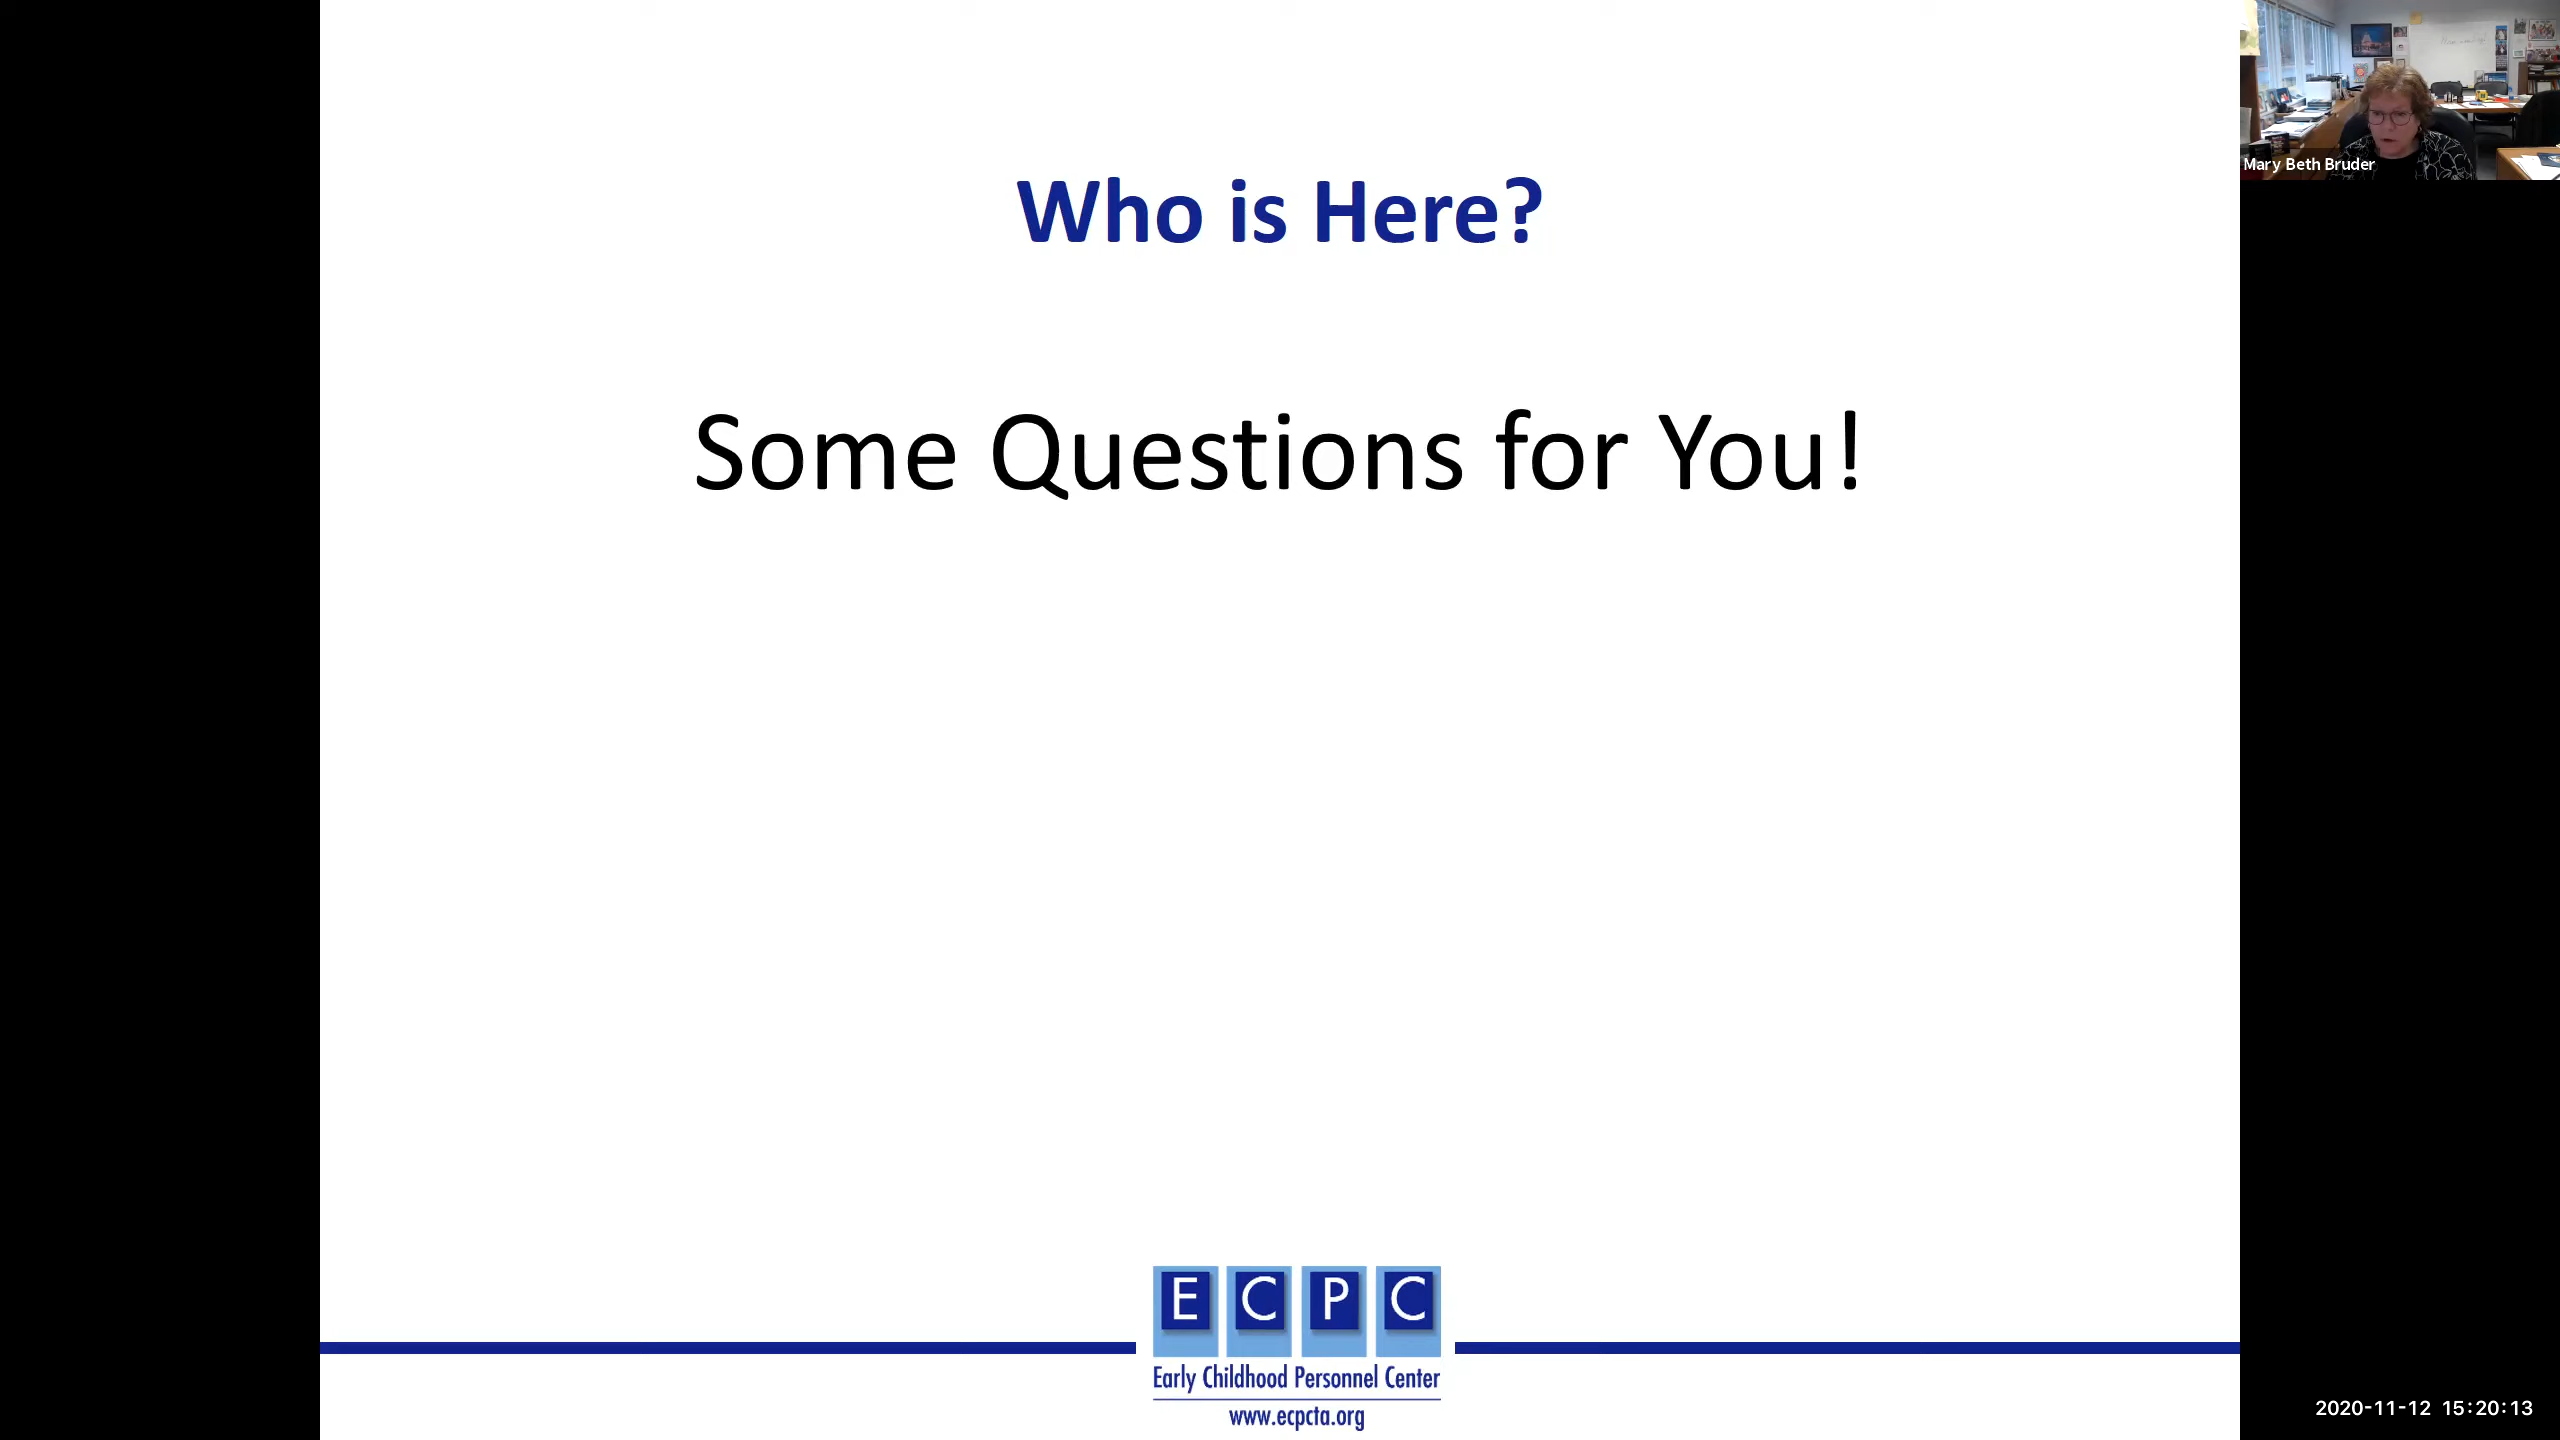 Who is Here?
Mary Beth Bruder
Some Questions for You!
E C P C
Early Childhood Personnel Center
www.ecpcta.org
2020-11-12 15:20:13